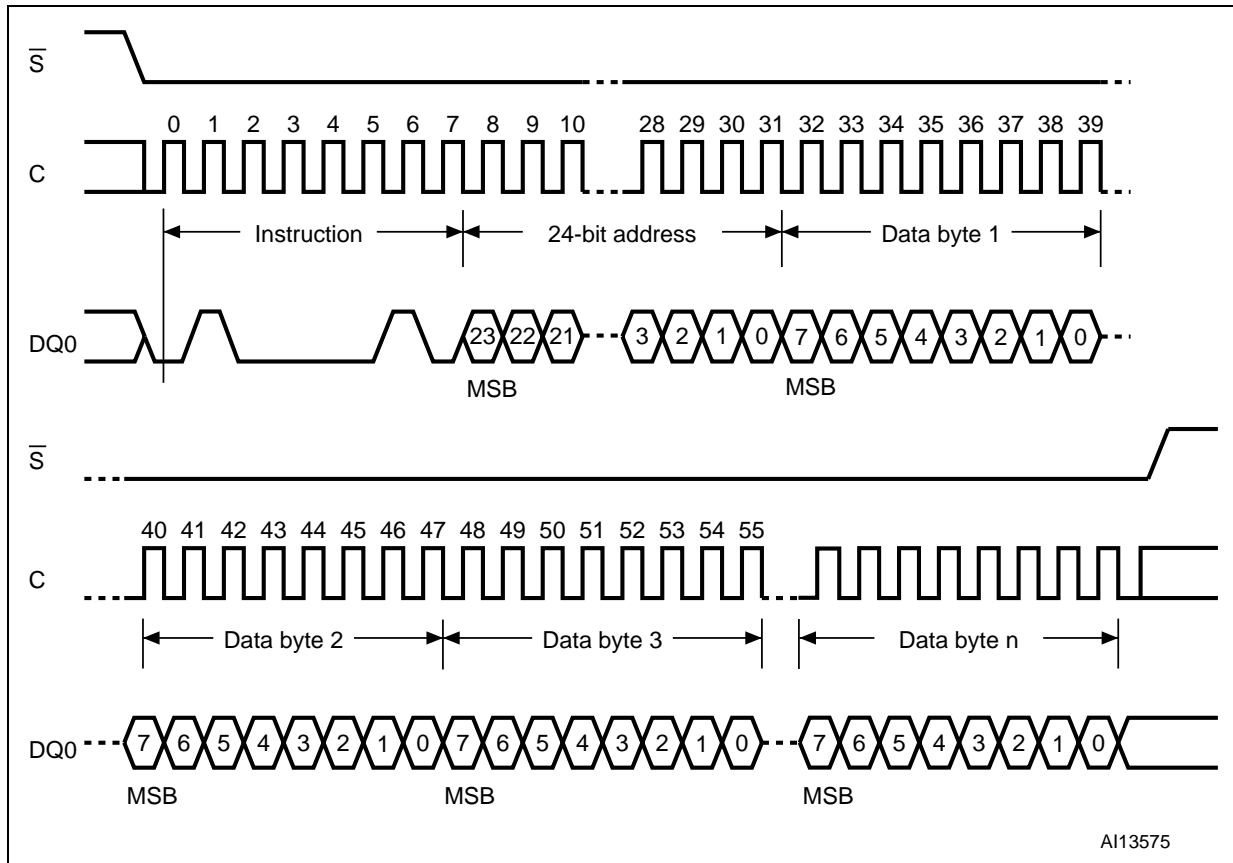 S̅
0 1 2 3 4 5 6 7 8 9 10 28 29 30 31 32 33 34 35 36 37 38 39
C
Instruction 24-bit address Data byte 1
DQ0 23 22 21 3 2 1 0 7 6 5 4 3 2 1 0
MSB MSB
S̅
40 41 42 43 44 45 46 47 48 49 50 51 52 53 54 55
C
Data byte 2 Data byte 3 Data byte n
DQ0 7 6 5 4 3 2 1 0 7 6 5 4 3 2 1 0 7 6 5 4 3 2 1 0
MSB MSB MSB
AI13575